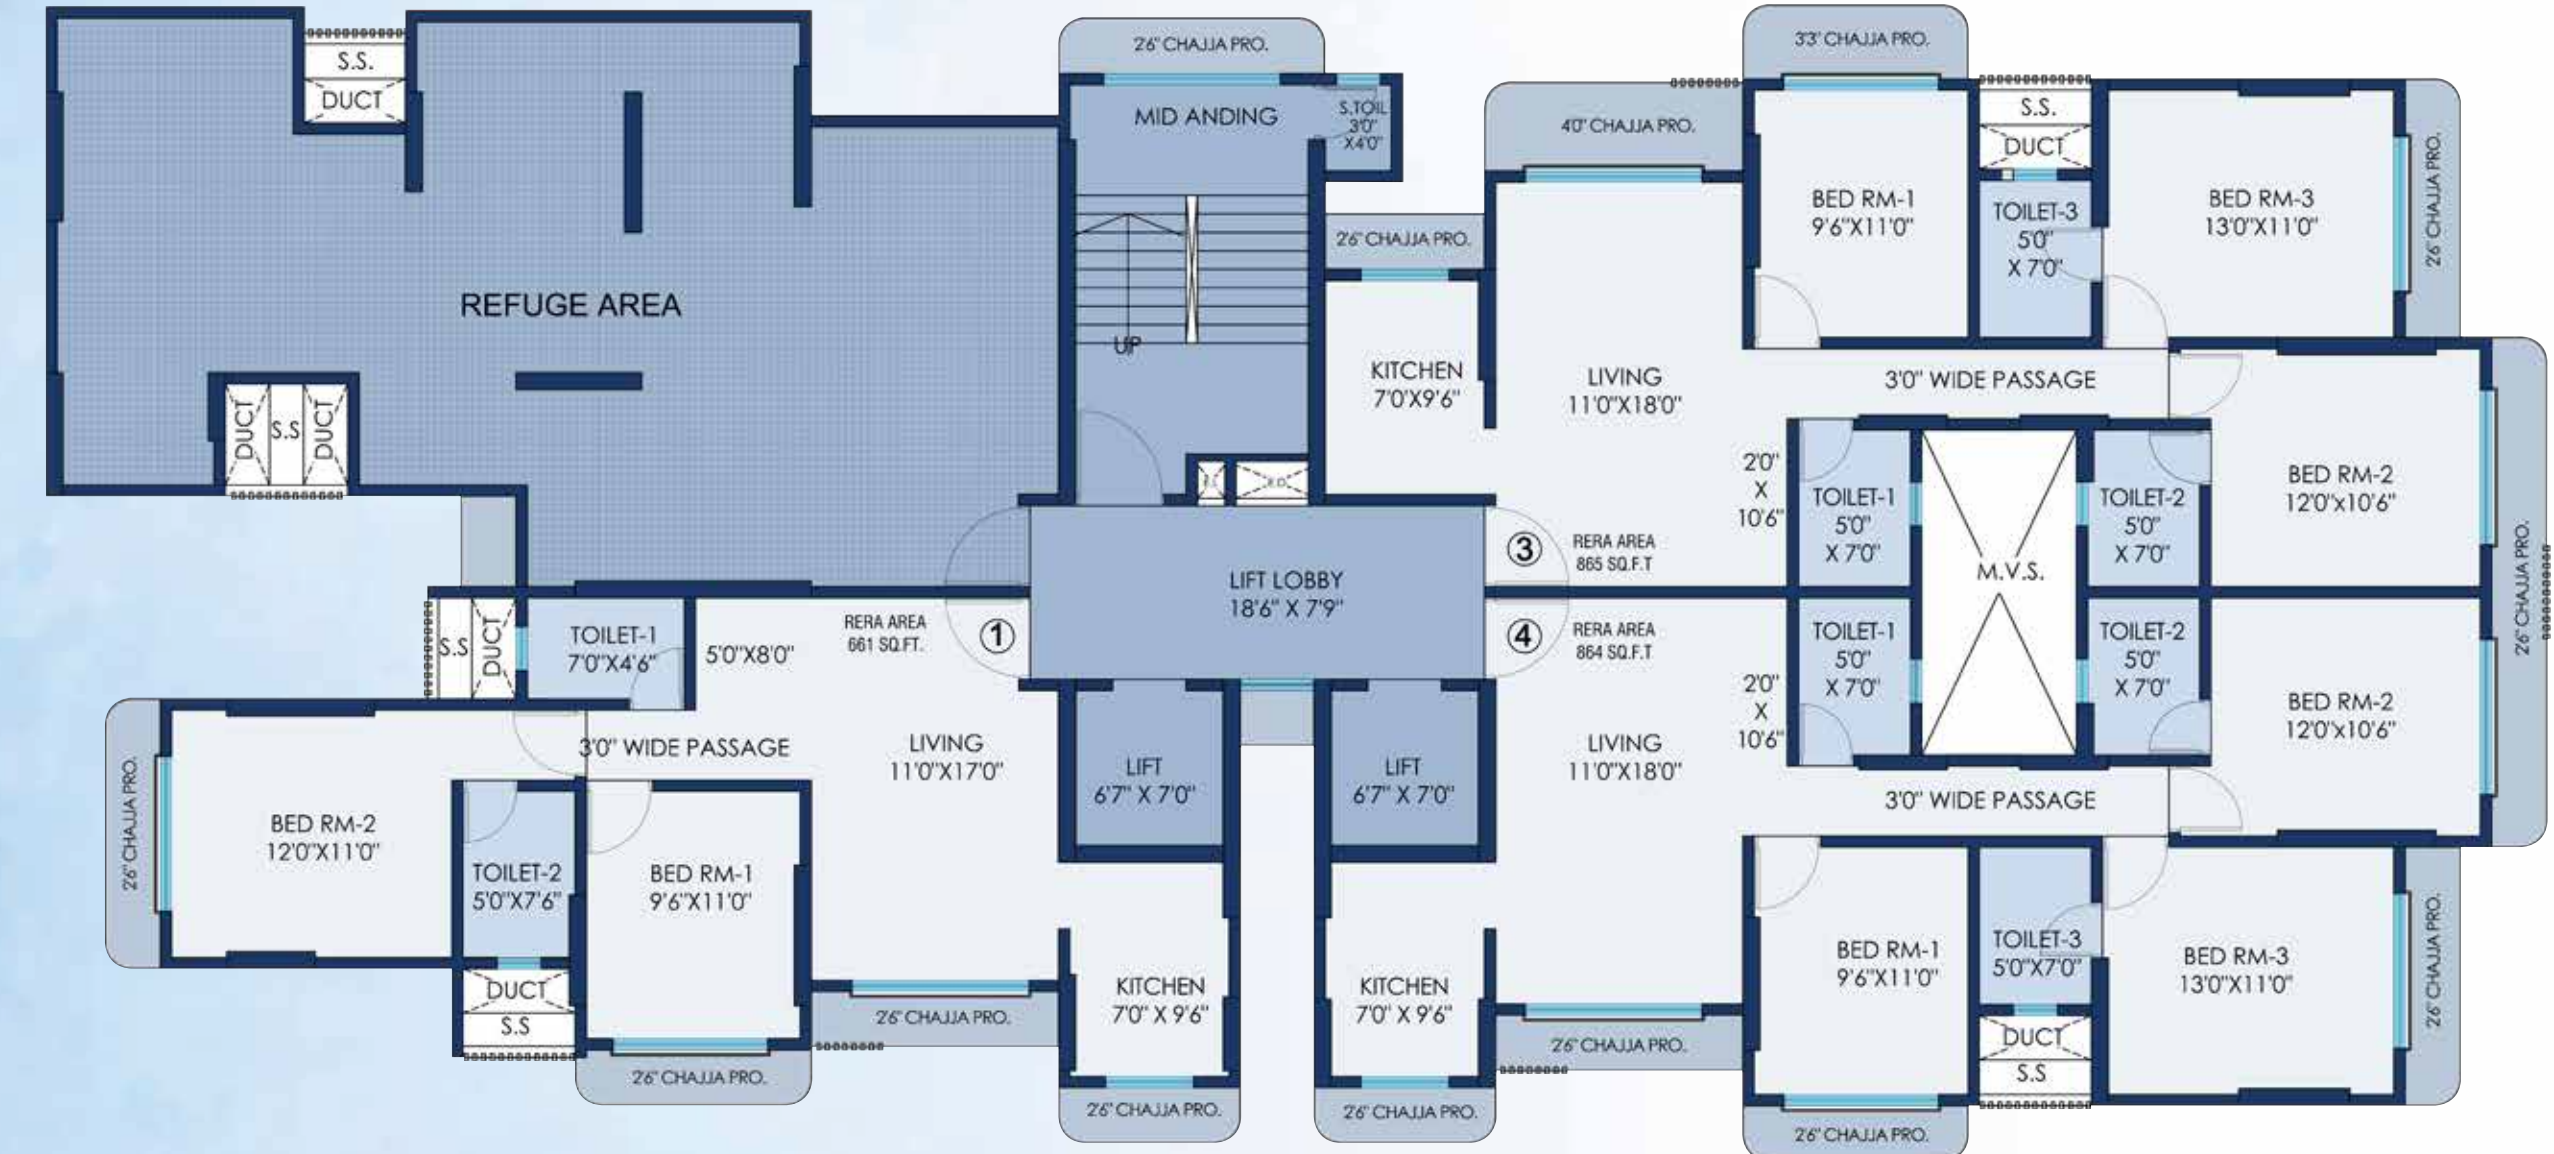 S.S.
DUCT
REFUGE AREA
DUCT
S.S
DUCT
2'6" CHAJJA PRO.
MID ANDING
S.TOIL
3'0"
X4'0"
UP
LIFT LOBBY
18'6" X 7'9"
2'6" CHAJJA PRO.
KITCHEN
7'0'X9'6"
4'0" CHAJJA PRO.
LIVING
11'0"X18'0"
3'3" CHAJJA PRO.
BED RM-1
9'6"X11'0"
S.S.
DUCT
TOILET-3
5'0"
X 7'0"
BED RM-3
13'0"X11'0"
2'6" CHAJJA PRO.
3'0" WIDE PASSAGE
2'0"
X
10'6"
TOILET-1
5'0"
X 7'0"
M.V.S.
TOILET-2
5'0"
X 7'0"
BED RM-2
12'0"x10'6"
2'6" CHAJJA PRO.
3
RERA AREA
865 SQ.F.T
4
RERA AREA
864 SQ.F.T
2'0"
X
10'6"
TOILET-1
5'0"
X 7'0"
TOILET-2
5'0"
X 7'0"
BED RM-2
12'0"x10'6"
LIVING
11'0"X18'0"
3'0" WIDE PASSAGE
BED RM-1
9'6"X11'0"
TOILET-3
5'0"X7'0"
DUCT
S.S
BED RM-3
13'0"X11'0"
2'6" CHAJJA PRO.
2'6" CHAJJA PRO.
2'6" CHAJJA PRO.
LIFT
6'7" X 7'0"
KITCHEN
7'0" X 9'6"
2'6" CHAJJA PRO.
LIFT
6'7" X 7'0"
KITCHEN
7'0" X 9'6"
2'6" CHAJJA PRO.
1
RERA AREA
661 SQ.FT.
S.S
DUCT
TOILET-1
7'0"X4'6"
5'0"X8'0"
3'0" WIDE PASSAGE
LIVING
11'0"X17'0"
2'6" CHAJJA PRO.
2'6" CHAJJA PRO.
BED RM-2
12'0"X11'0"
TOILET-2
5'0"X7'6"
DUCT
S.S
BED RM-1
9'6"X11'0"
2'6" CHAJJA PRO.